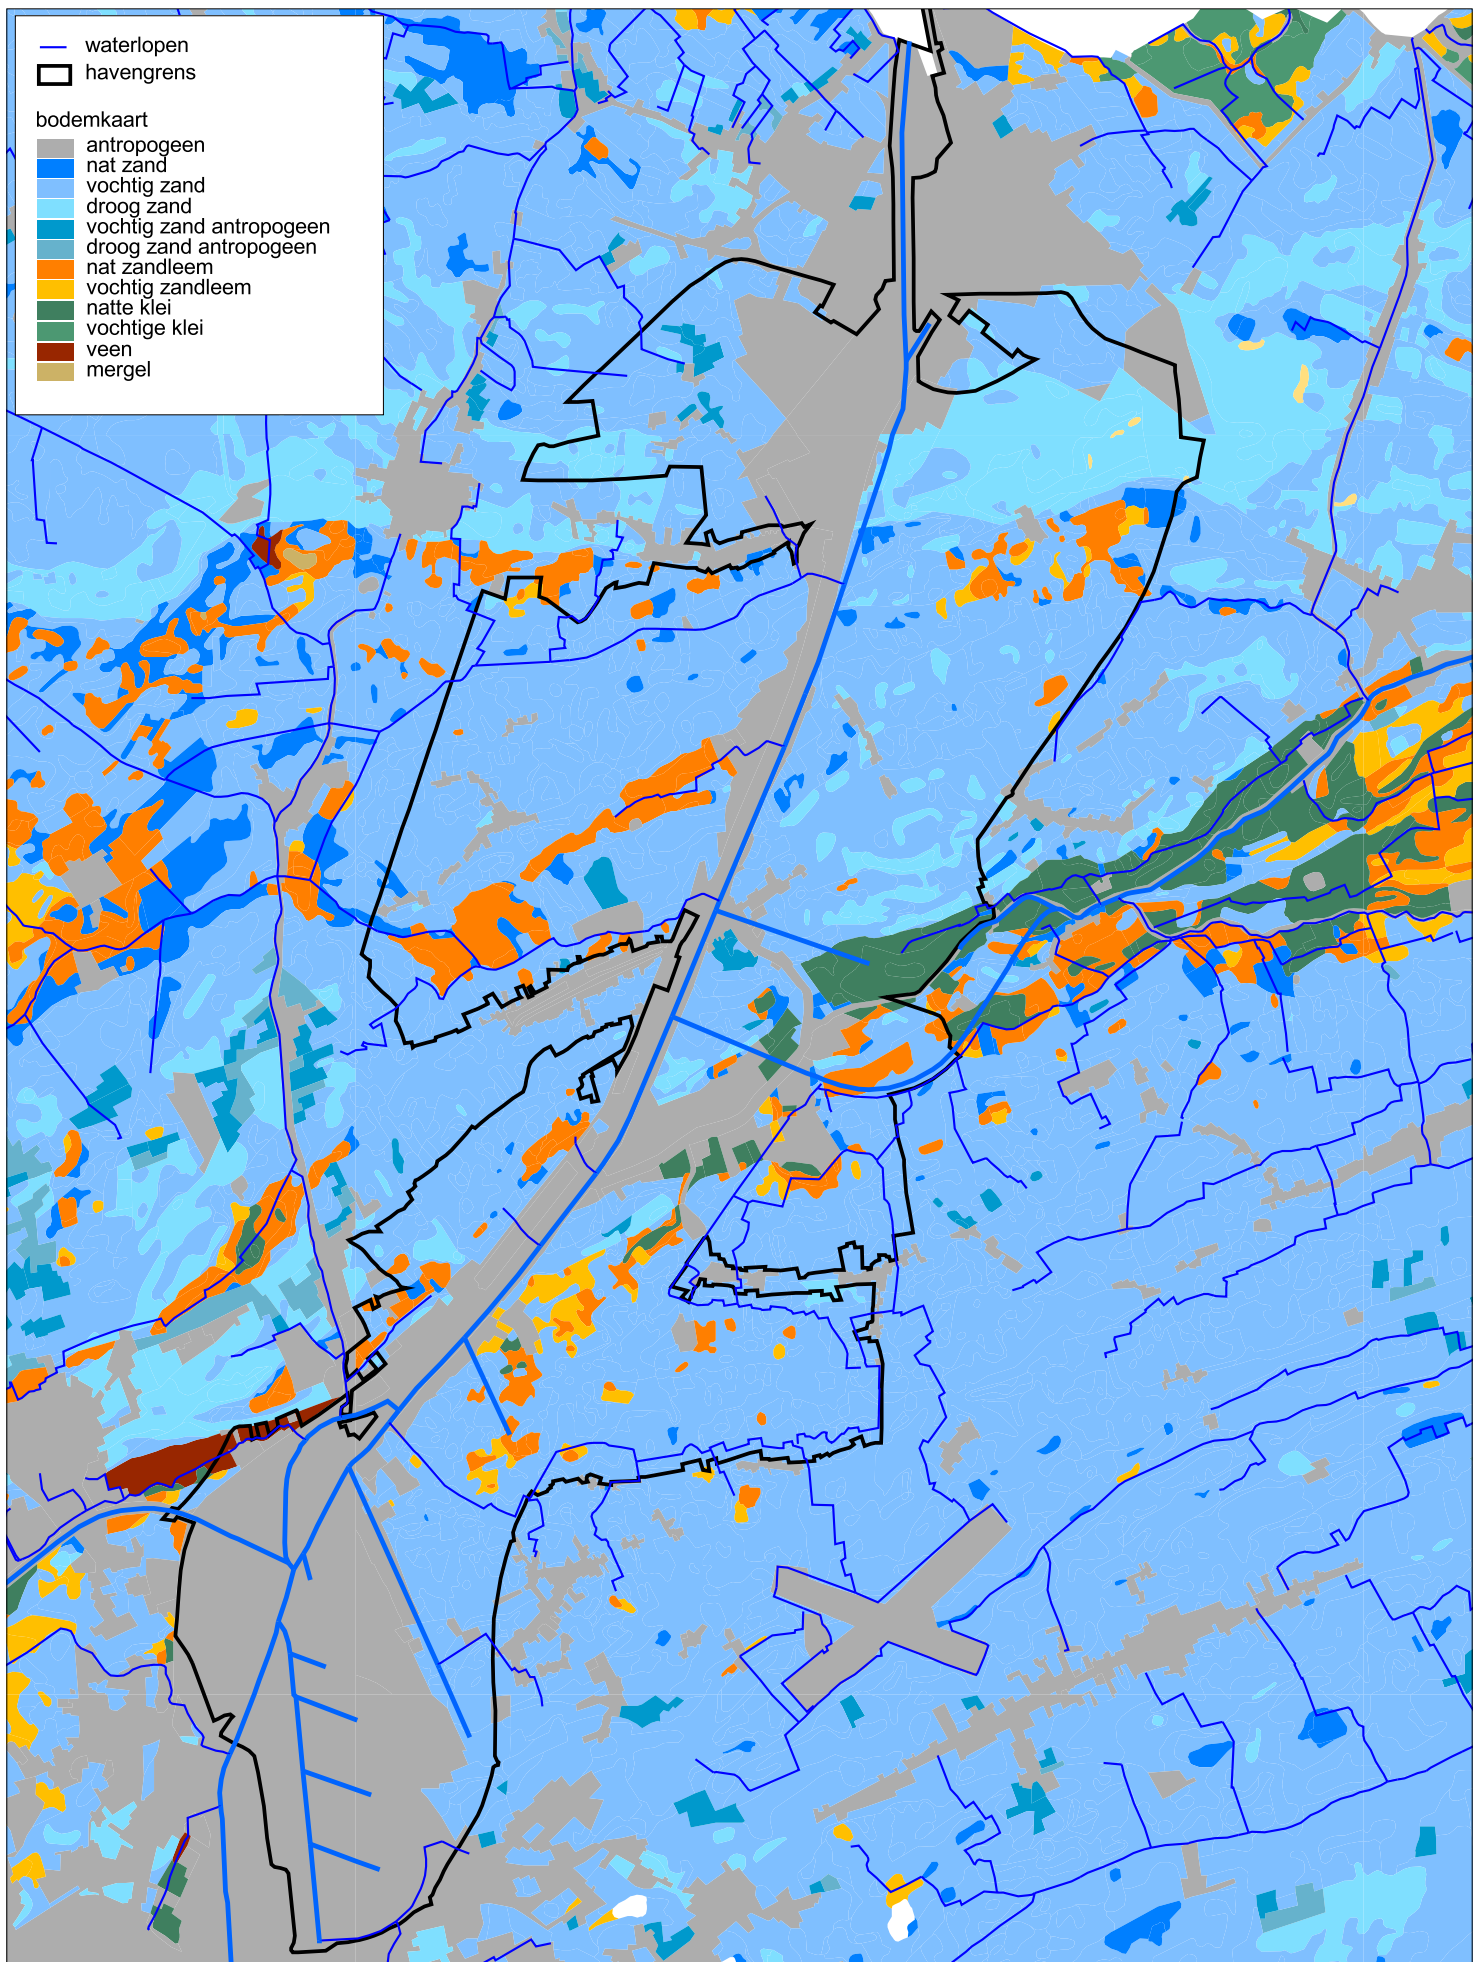 waterlopen
havengrens
bodemkaart
antropogeen
nat zand
vochtig zand
droog zand
vochtig zand antropogeen
droog zand antropogeen
nat zandleem
vochtig zandleem
natte klei
vochtige klei
veen
mergel